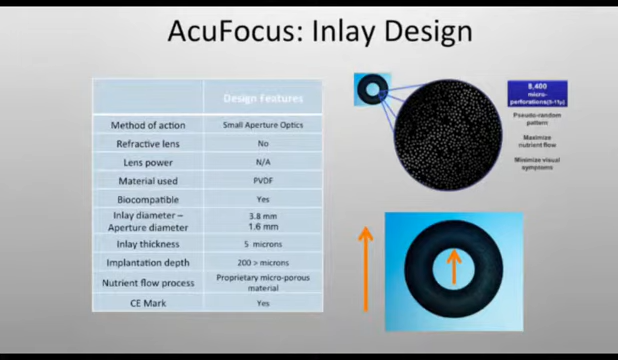 AcuFocus: Inlay Design
Design Features
Method of action Small Aperture Optics
Refractive lens No
Lens power N/A
Material used PVDF
Biocompatible Yes
Inlay diameter –
Aperture diameter
3.8 mm
1.6 mm
Inlay thickness 5 microns
Implantation depth 200 > microns
Nutrient flow process
Proprietary micro-porous
material
CE Mark Yes
8,400
micro-
perforations(5-11μ)
Pseudo-random
pattern
Maximize
nutrient flow
Minimize visual
symptoms